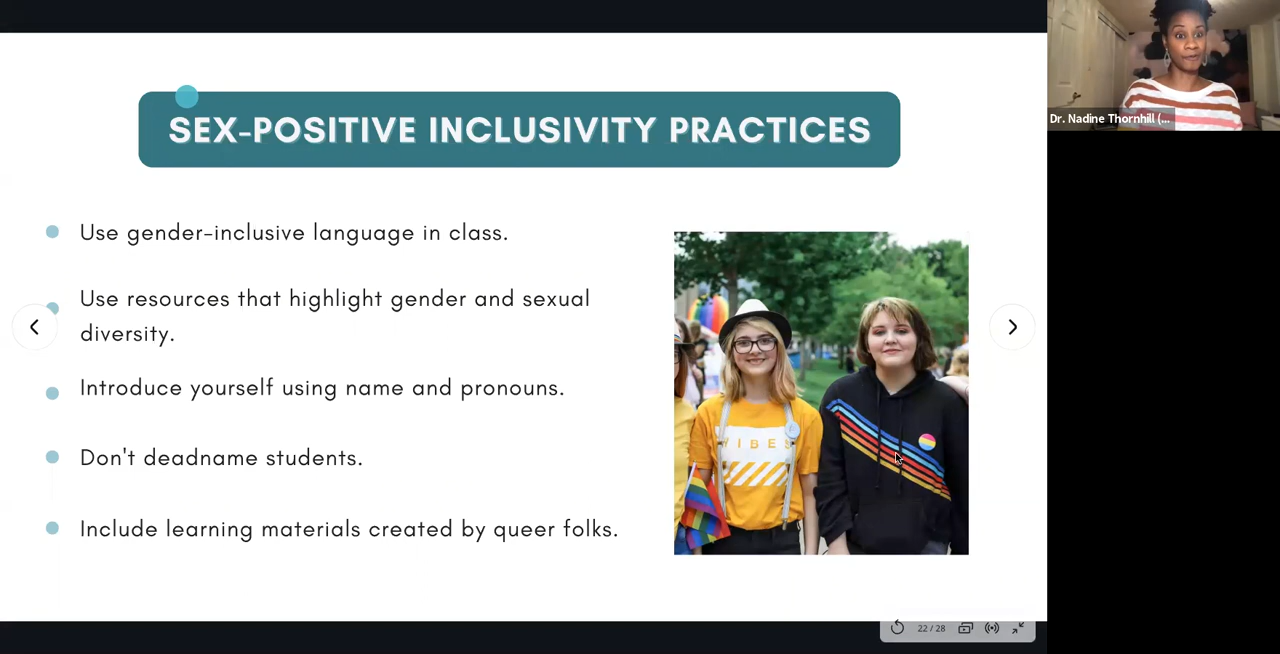 SEX-POSITIVE INCLUSIVITY PRACTICES
Use gender-inclusive language in class.
Use resources that highlight gender and sexual
diversity.
Introduce yourself using name and pronouns.
Don't deadname students.
Include learning materials created by queer folks.
VIBES
Dr. Nadine Thornhill (...
22 / 28